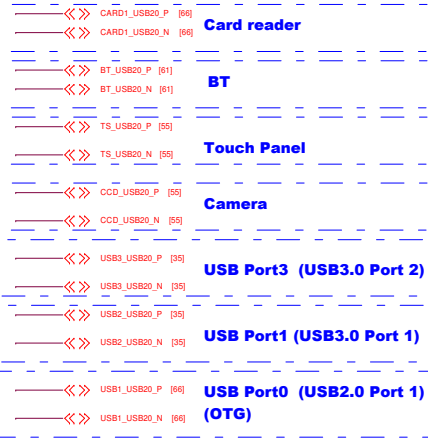 CARD1_USB20_P [66]
Card reader
CARD1_USB20_N [66]
BT_USB20_P [61]
BT
BT_USB20_N [61]
TS_USB20_P [55]
Touch Panel
TS_USB20_N [55]
CCD_USB20_P [55]
Camera
CCD_USB20_N [55]
USB3_USB20_P [35]
USB Port3 (USB3.0 Port 2)
USB3_USB20_N [35]
USB2_USB20_P [35]
USB Port1 (USB3.0 Port 1)
USB2_USB20_N [35]
USB1_USB20_P [66]
USB Port0 (USB2.0 Port 1)
(OTG)
USB1_USB20_N [66]